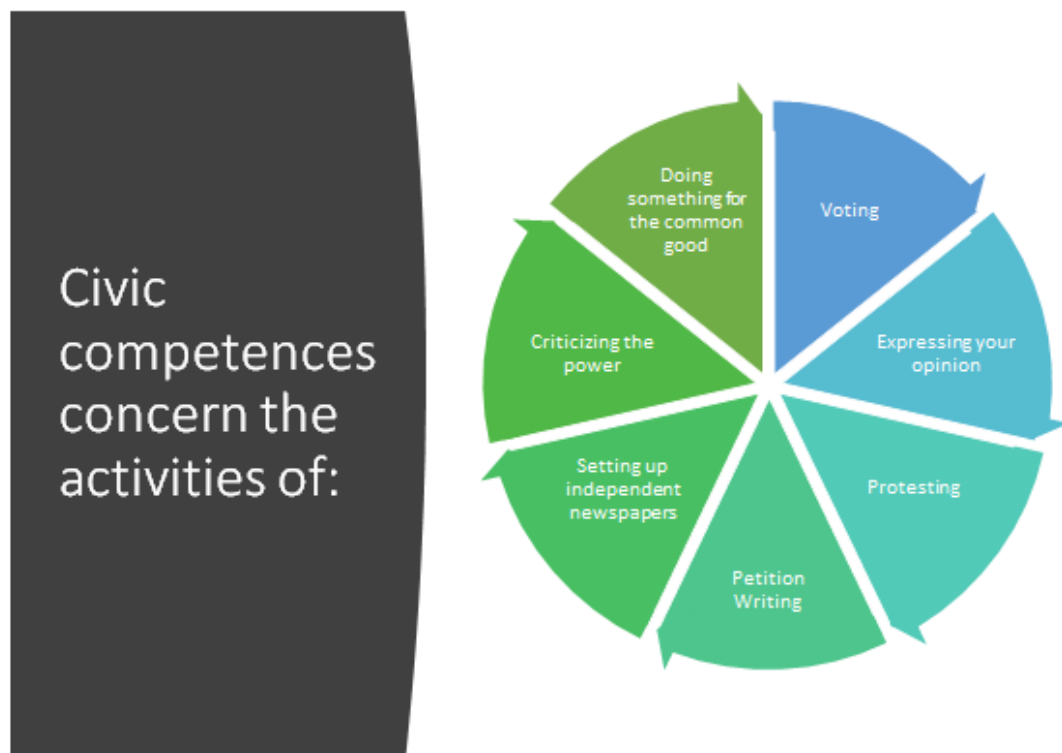 Civic
competences
concern the
activities of:
Voting
Expressing your
opinion
Protesting
Petition
Writing
Setting up
independent
newspapers
Criticizing the
power
Doing
something for
the common
good